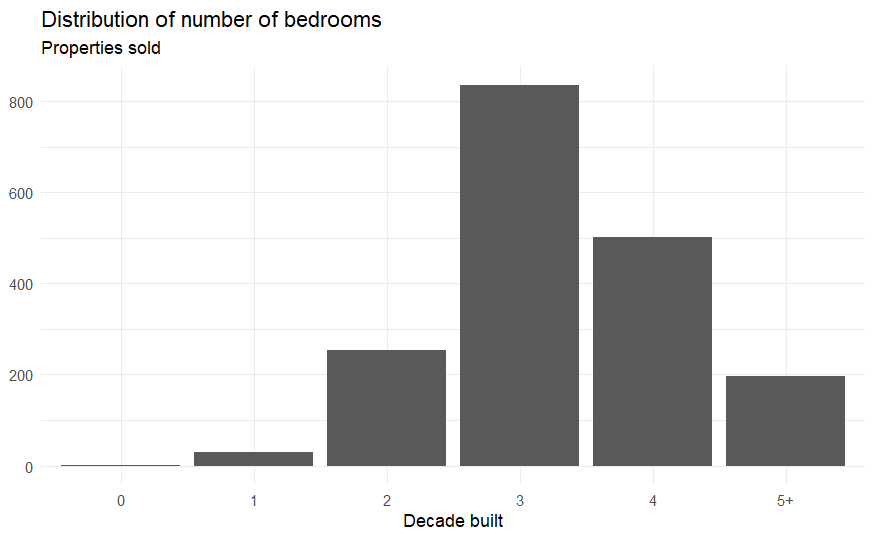 Distribution of number of bedrooms
Properties sold
800
600
400
200
0
0 1 2 3 4 5+
Decade built